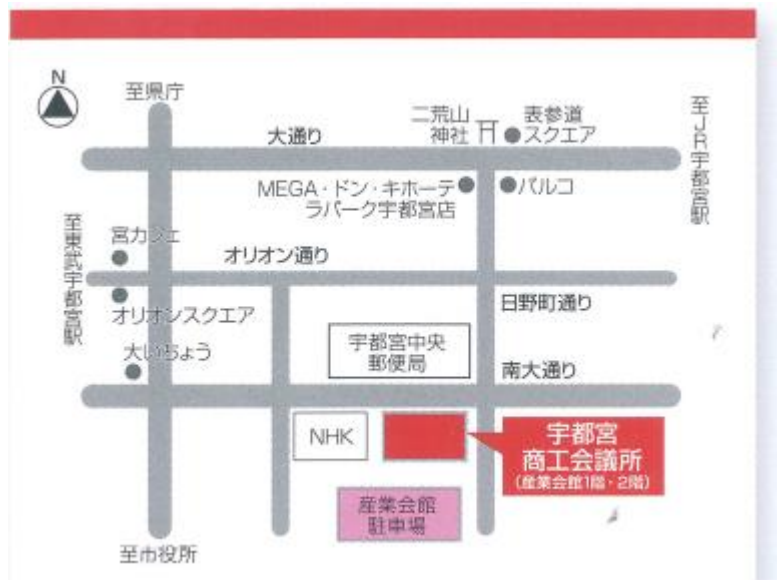 N
至県庁
大通り
二荒山
神社
表参道
スクエア
至JR宇都宮駅
MEGA・ドン・キホーテ
ラパーク宇都宮店
パルコ
至東武宇都宮駅
宮カフェ
オリオン通り
オリオンスクエア
日野町通り
大いちょう
宇都宮中央
郵便局
南大通り
NHK
宇都宮
商工会議所
(産業会館1階・2階)
産業会館
駐車場
至市役所